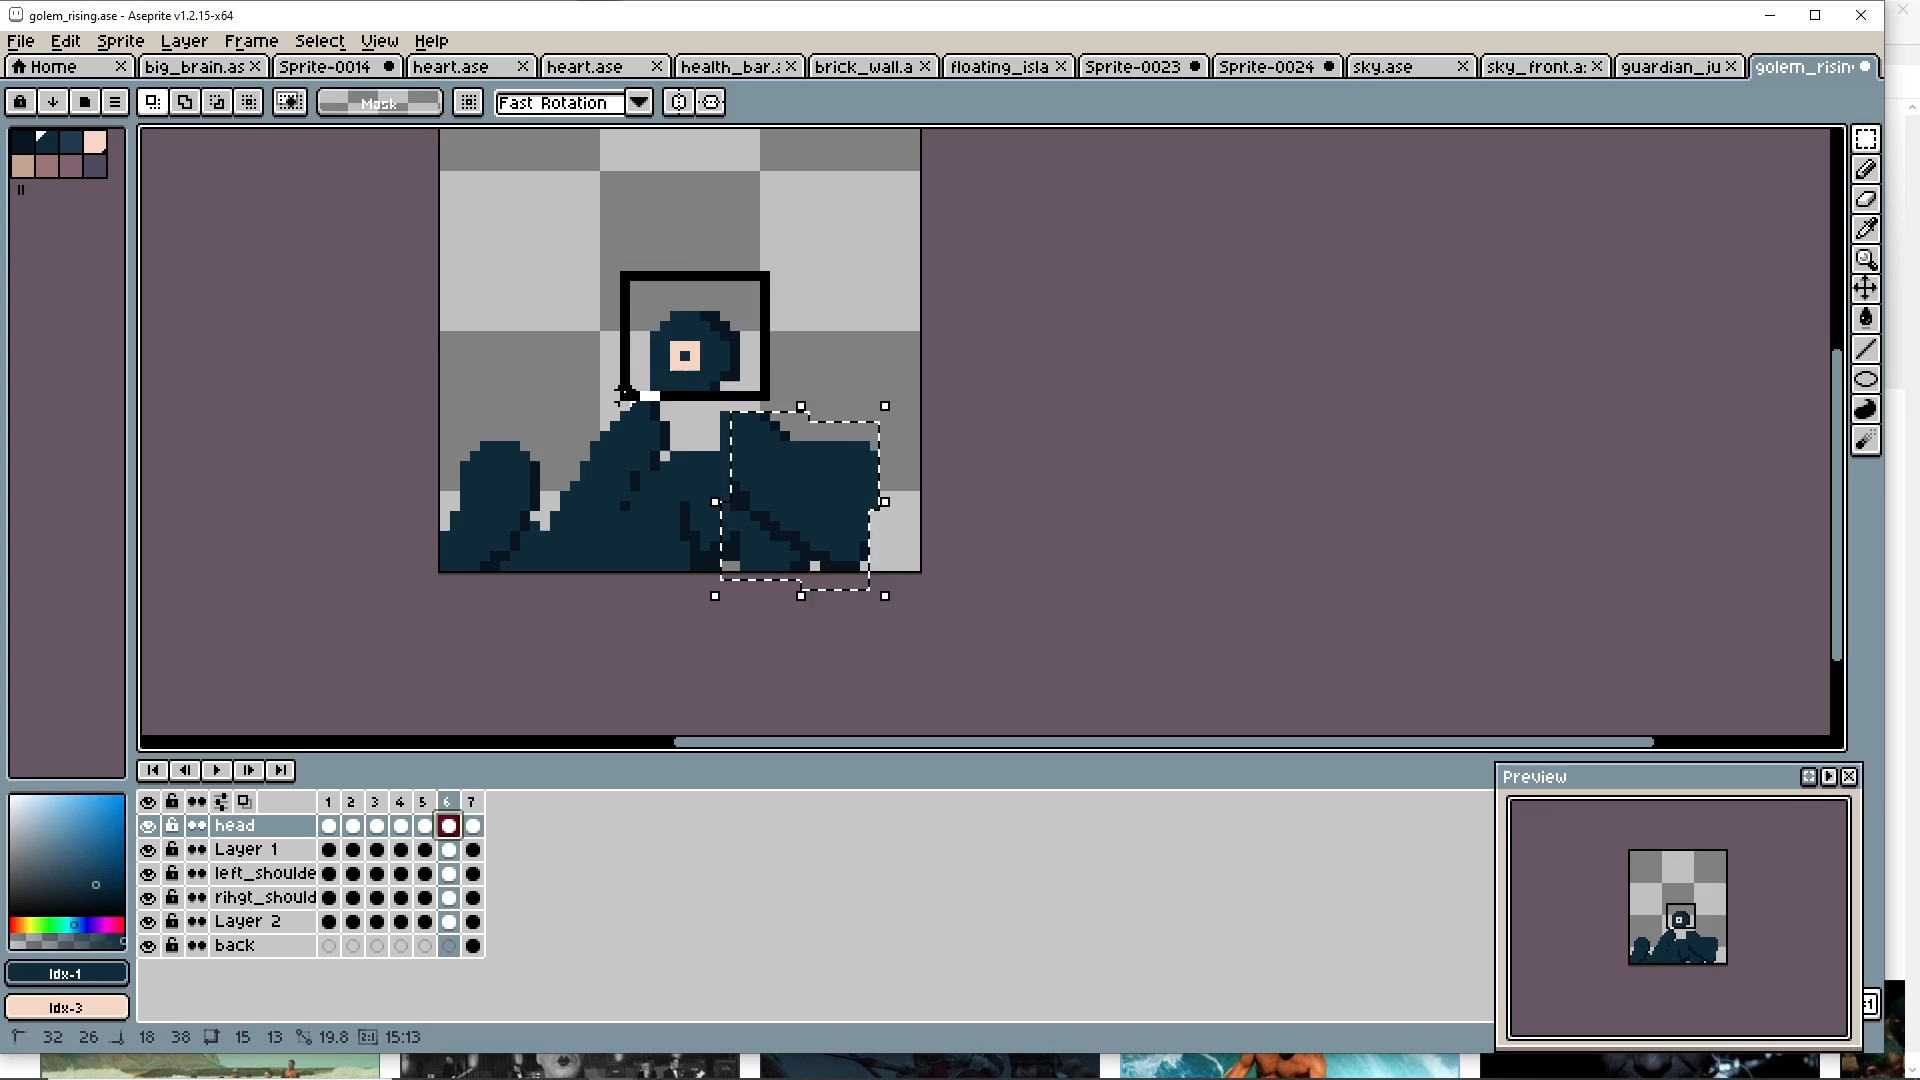 golem_rising.ase - Aseprite v1.2.15-x64
File Edit Sprite Layer Frame Select View Help
Home big_brain.as Sprite-0014 heart.ase heart.ase health_bar.a brick_wall.a floating_isla Sprite-0023 Sprite-0024 sky.ase sky_front.a: guardian_ju golem_risin
Mask Fast Rotation
Preview
1 2 3 4 5 6 7
head
Layer 1
left_shoulde
rihgt_should
Layer 2
back
Idx-1
Idx-3
32 26 18 38 15 13 19.8 2:1 15:13